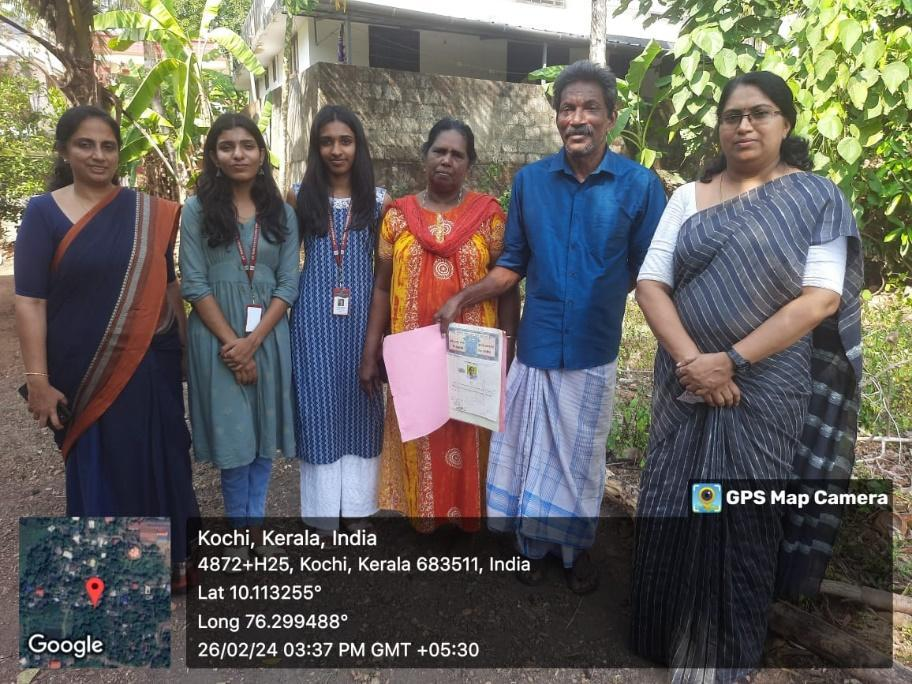 GPS Map Camera
Kochi, Kerala, India
4872+H25, Kochi, Kerala 683511, India
Lat 10.113255°
Long 76.299488°
26/02/24 03:37 PM GMT +05:30
Google